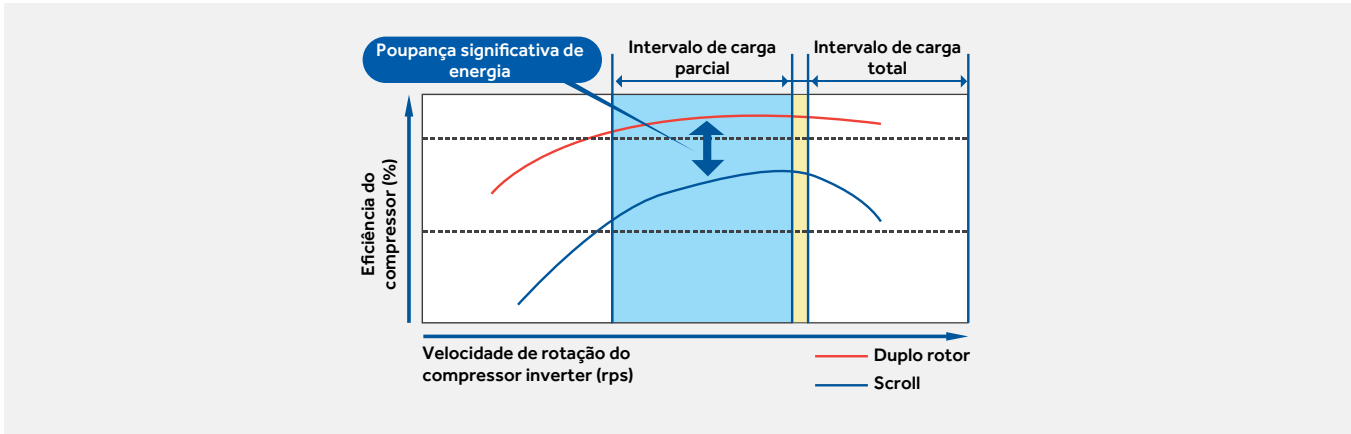 Poupança significativa de
energia
Intervalo de carga
parcial
Intervalo de carga
total
Eficiência do
compressor (%)
Velocidade de rotação do
compressor inverter (rps)
Duplo rotor
Scroll